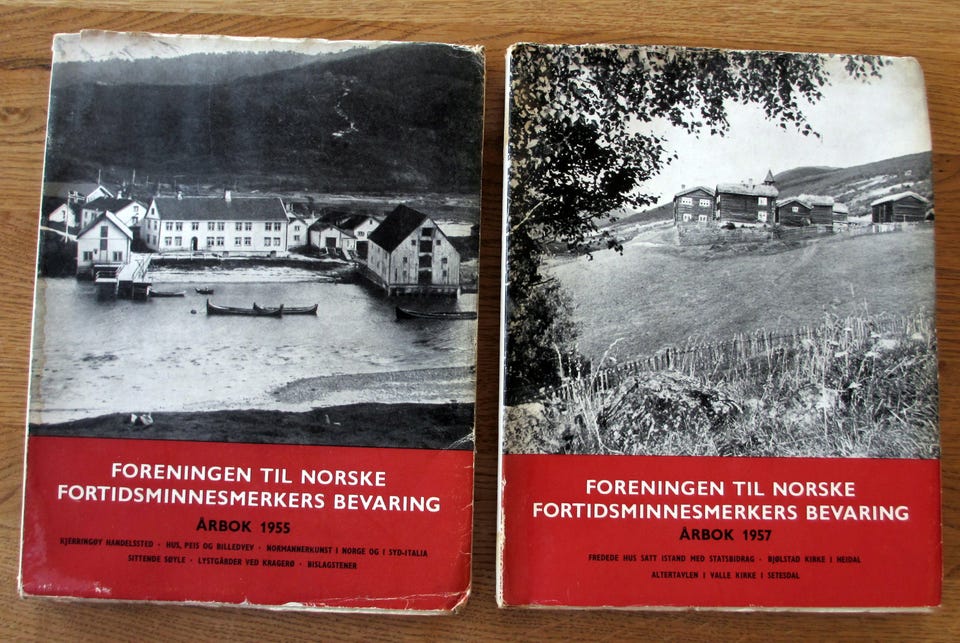 FORENINGEN TIL NORSKE
FORTIDSMINNESMERKERS BEVARING
ÅRBOK 1955
KJERRINGØY HANDELSSTED · HUS, PEIS OG BILLEDVEV · NORMANNERKUNST I NORGE OG I SYD-ITALIA
SITTENDE SØYLE · LYSTGÅRDER VED KRAGERØ · BISLAGSTENER
FORENINGEN TIL NORSKE
FORTIDSMINNESMERKERS BEVARING
ÅRBOK 1957
FREDEDE HUS SATT ISTAND MED STATSBIDRAG · BJØLSTAD KIRKE I HEIDAL
ALTERTAVLEN I VALLE KIRKE I SETESDAL